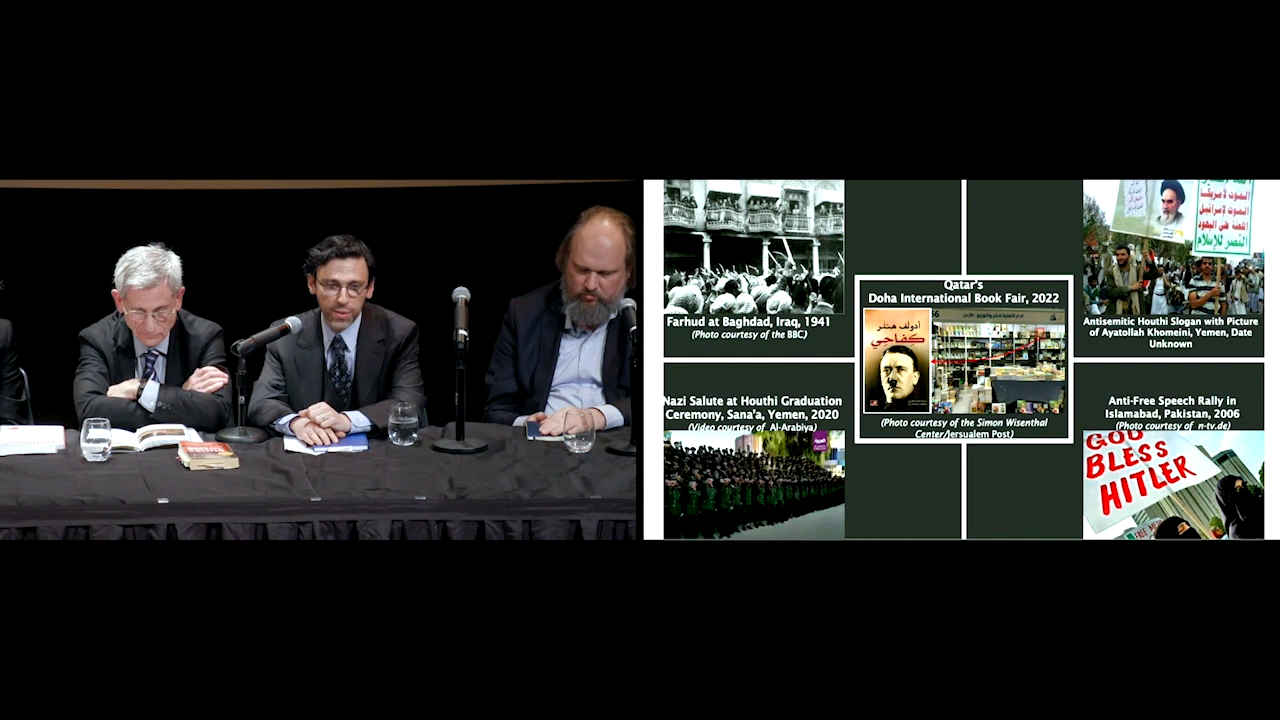 Farhud at Baghdad, Iraq, 1941
(Photo courtesy of the BBC)
Nazi Salute at Houthi Graduation
Ceremony, Sana'a, Yemen, 2020
(Video courtesy of Al-Arabiya)
Qatar's
Doha International Book Fair, 2022
أدولف هتلر
كفاحي
(Photo courtesy of the Simon Wisenthal
Center/Jersualem Post)
الموت لأمريكا
الموت لإسرائيل
اللعنة على اليهود
النصر للإسلام
Antisemitic Houthi Slogan with Picture
of Ayatollah Khomeini, Yemen, Date
Unknown
Anti-Free Speech Rally in
Islamabad, Pakistan, 2006
(Photo courtesy of n-tv.de)
GOD
BLESS
HITLER